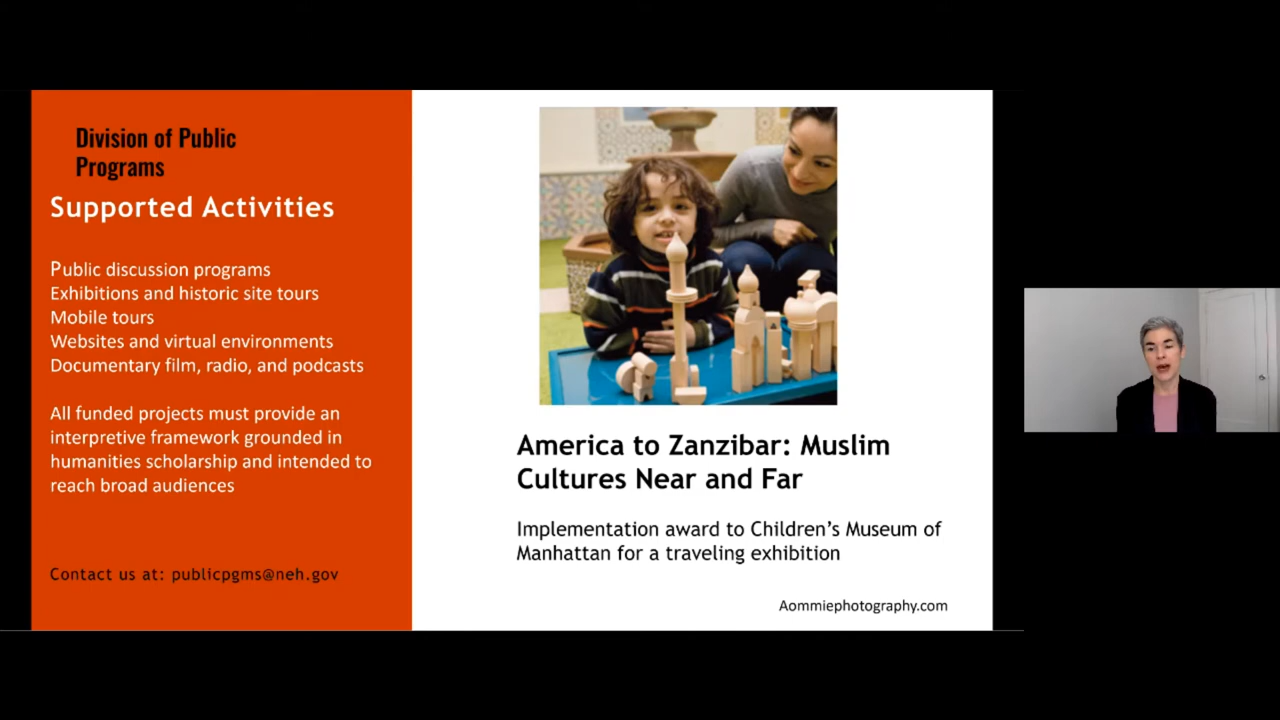 Division of Public
Programs
Supported Activities
Public discussion programs
Exhibitions and historic site tours
Mobile tours
Websites and virtual environments
Documentary film, radio, and podcasts
All funded projects must provide an
interpretive framework grounded in
humanities scholarship and intended to
reach broad audiences
Contact us at: publicpgms@neh.gov
America to Zanzibar: Muslim
Cultures Near and Far
Implementation award to Children’s Museum of
Manhattan for a traveling exhibition
Aommiephotography.com